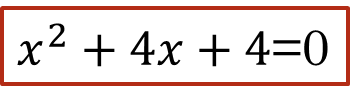 x² + 4x + 4=0